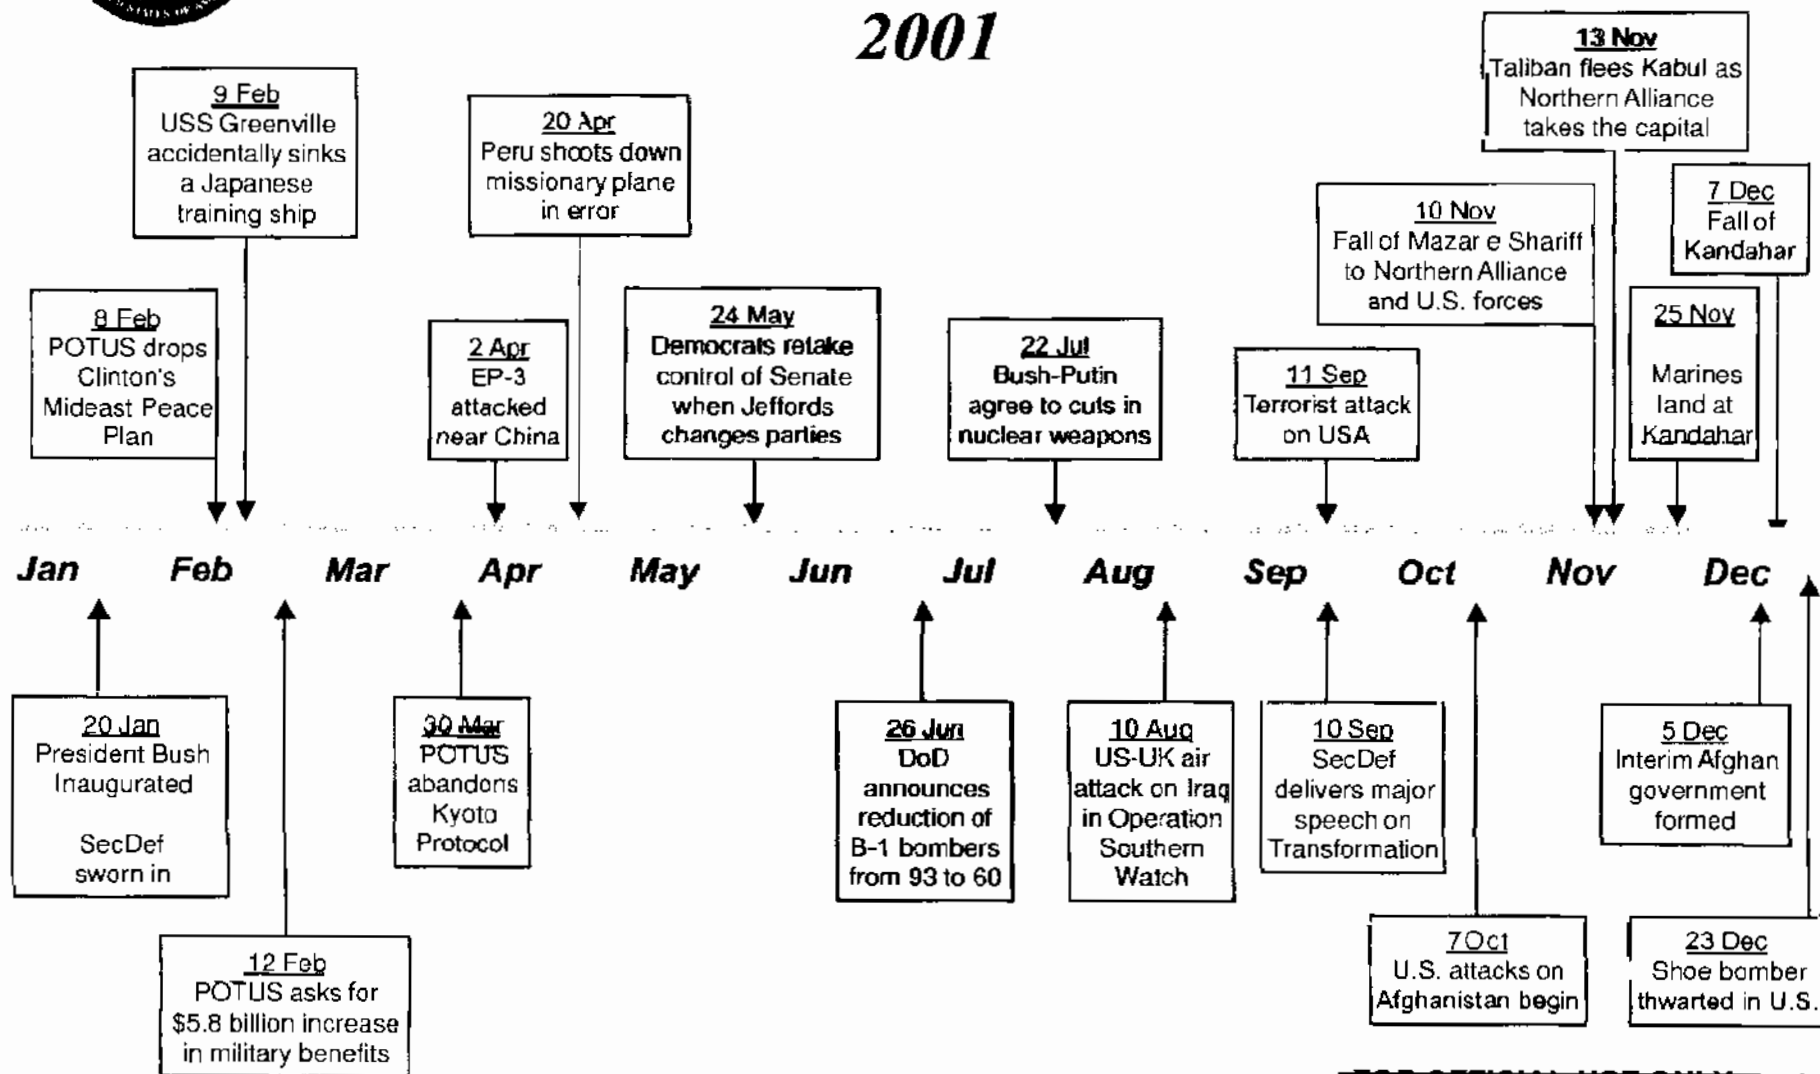 2001
9 Feb
USS Greenville
accidentally sinks
a Japanese
training ship
20 Apr
Peru shoots down
missionary plane
in error
13 Nov
Taliban flees Kabul as
Northern Alliance
takes the capital
10 Nov
Fall of Mazar e Shariff
to Northern Alliance
and U.S. forces
7 Dec
Fall of
Kandahar
8 Feb
POTUS drops
Clinton's
Mideast Peace
Plan
2 Apr
EP-3
attacked
near China
24 May
Democrats retake
control of Senate
when Jeffords
changes parties
22 Jul
Bush-Putin
agree to cuts in
nuclear weapons
11 Sep
Terrorist attack
on USA
25 Nov
Marines
land at
Kandahar
Jan Feb Mar Apr May Jun Jul Aug Sep Oct Nov Dec
20 Jan
President Bush
Inaugurated
SecDef
sworn in
30 Mar
POTUS
abandons
Kyoto
Protocol
26 Jun
DoD
announces
reduction of
B-1 bombers
from 93 to 60
10 Aug
US-UK air
attack on Iraq
in Operation
Southern
Watch
10 Sep
SecDef
delivers major
speech on
Transformation
5 Dec
Interim Afghan
government
formed
12 Feb
POTUS asks for
$5.8 billion increase
in military benefits
7 Oct
U.S. attacks on
Afghanistan begin
23 Dec
Shoe bomber
thwarted in U.S.